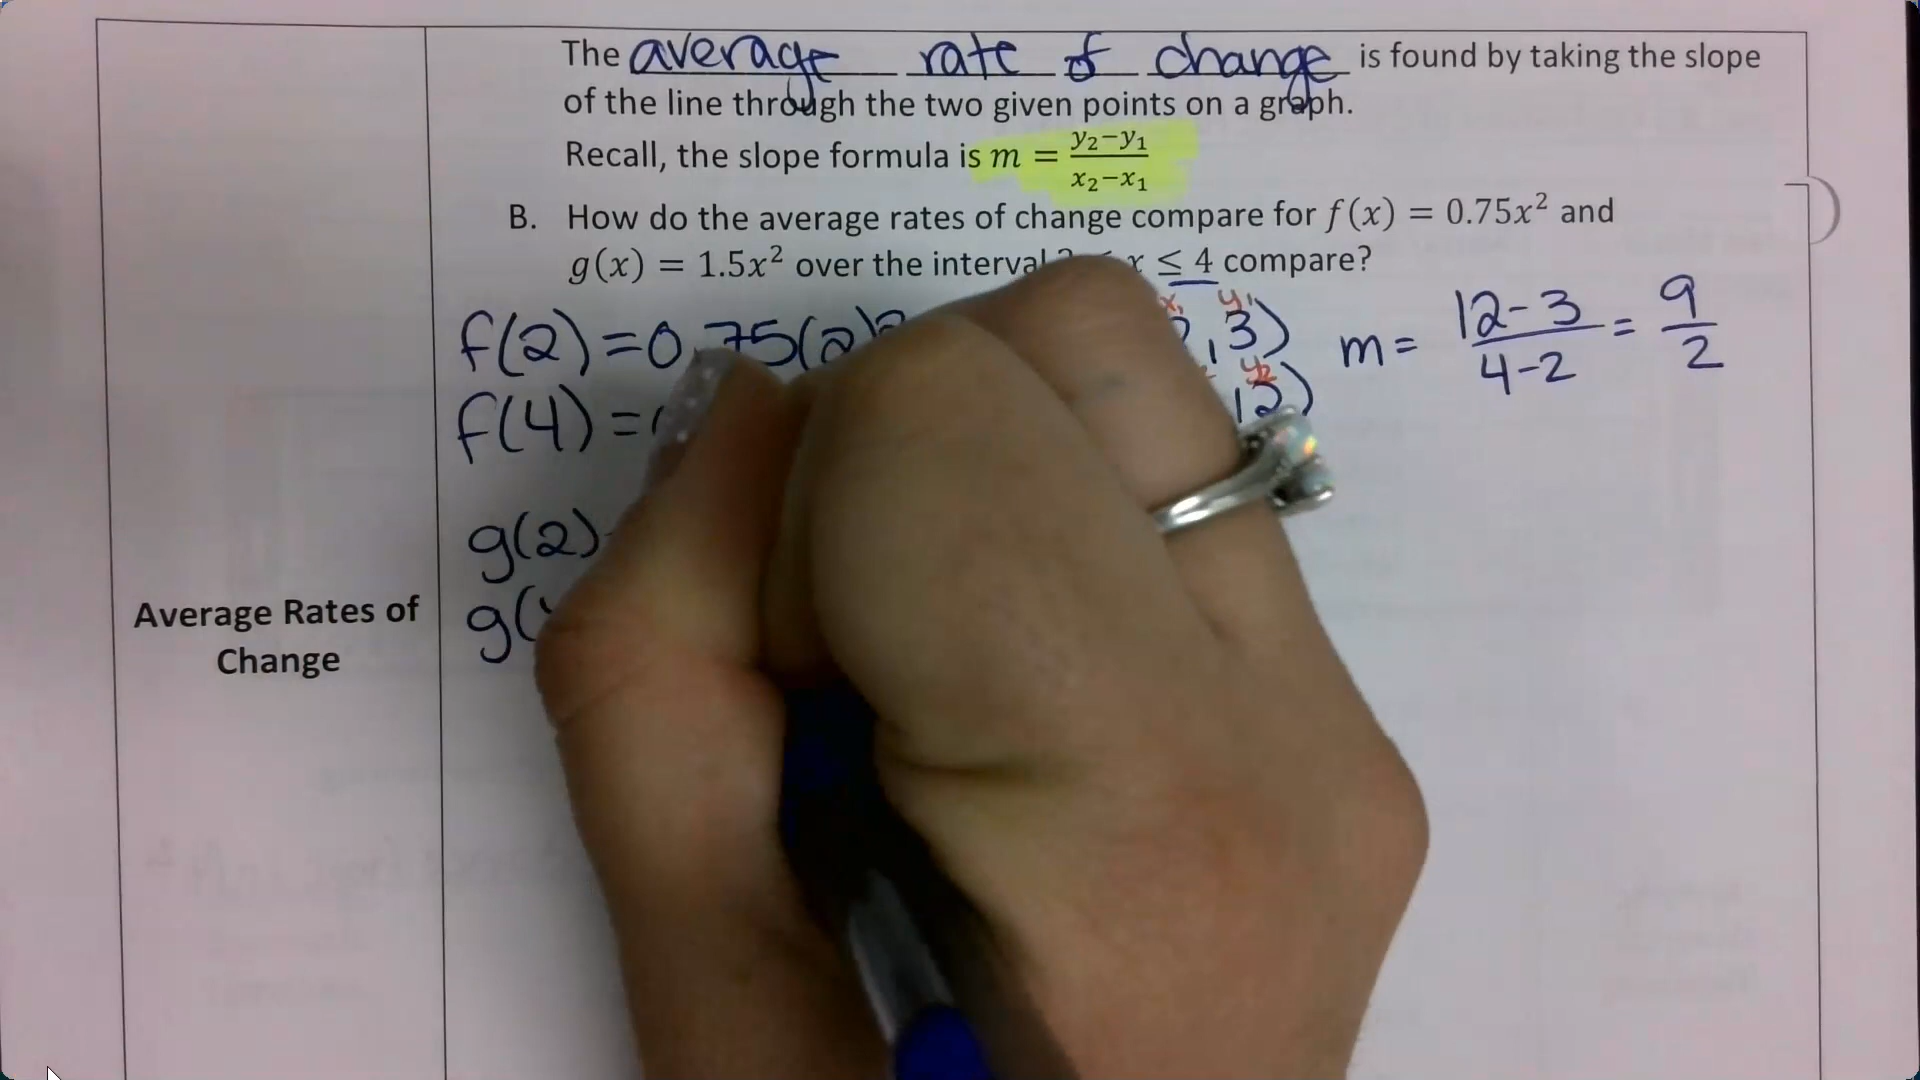 The average rate of change is found by taking the slope
of the line through the two given points on a graph.
Recall, the slope formula is m = y₂−y₁ / x₂−x₁
B. How do the average rates of change compare for f(x) = 0.75x² and
g(x) = 1.5x² over the interval x ≤ 4 compare?
f(2) = 0.75(2)
y₁
, 3)
m = 12-3 / 4-2 = 9 / 2
f(4) =
y₂
12)
g(2)
g(
Average Rates of
Change